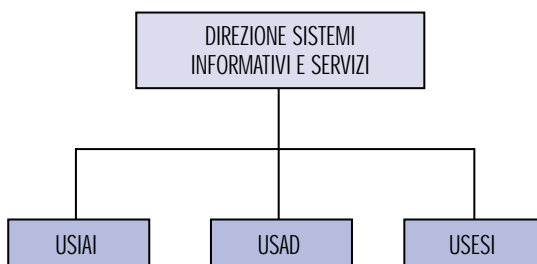 DIREZIONE SISTEMI
INFORMATIVI E SERVIZI
USIAI
USAD
USESI